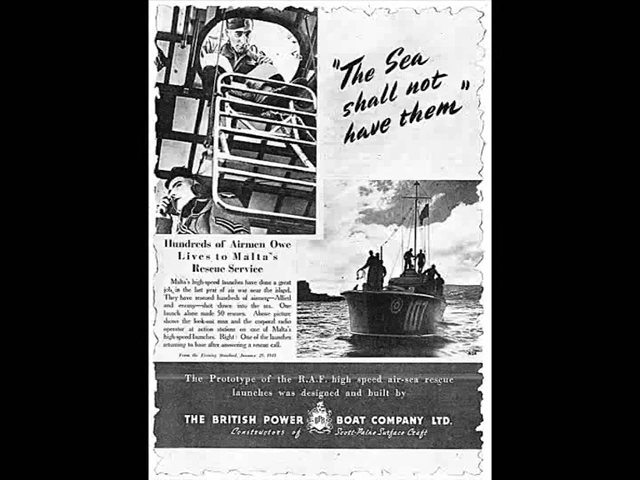 "The Sea
shall not
have them"
Hundreds of Airmen Owe
Lives to Malta's
Rescue Service
Malta's high-speed launches have done a great
job in the last year of air war near the island.
They have rescued hundreds of airmen—Allied
and enemy—shot down into the sea. One
launch alone made 50 rescues. Above picture
shows the look-out man and the corporal radio
operator at action stations on one of Malta's
high-speed launches. Right: One of the launches
returning to base after answering a rescue call.
From the Evening Standard, January 29, 1943
The Prototype of the R.A.F. high speed air-sea rescue
launches was designed and built by
THE BRITISH POWER BOAT COMPANY LTD.
Constructors of Scott-Paine Surface Craft